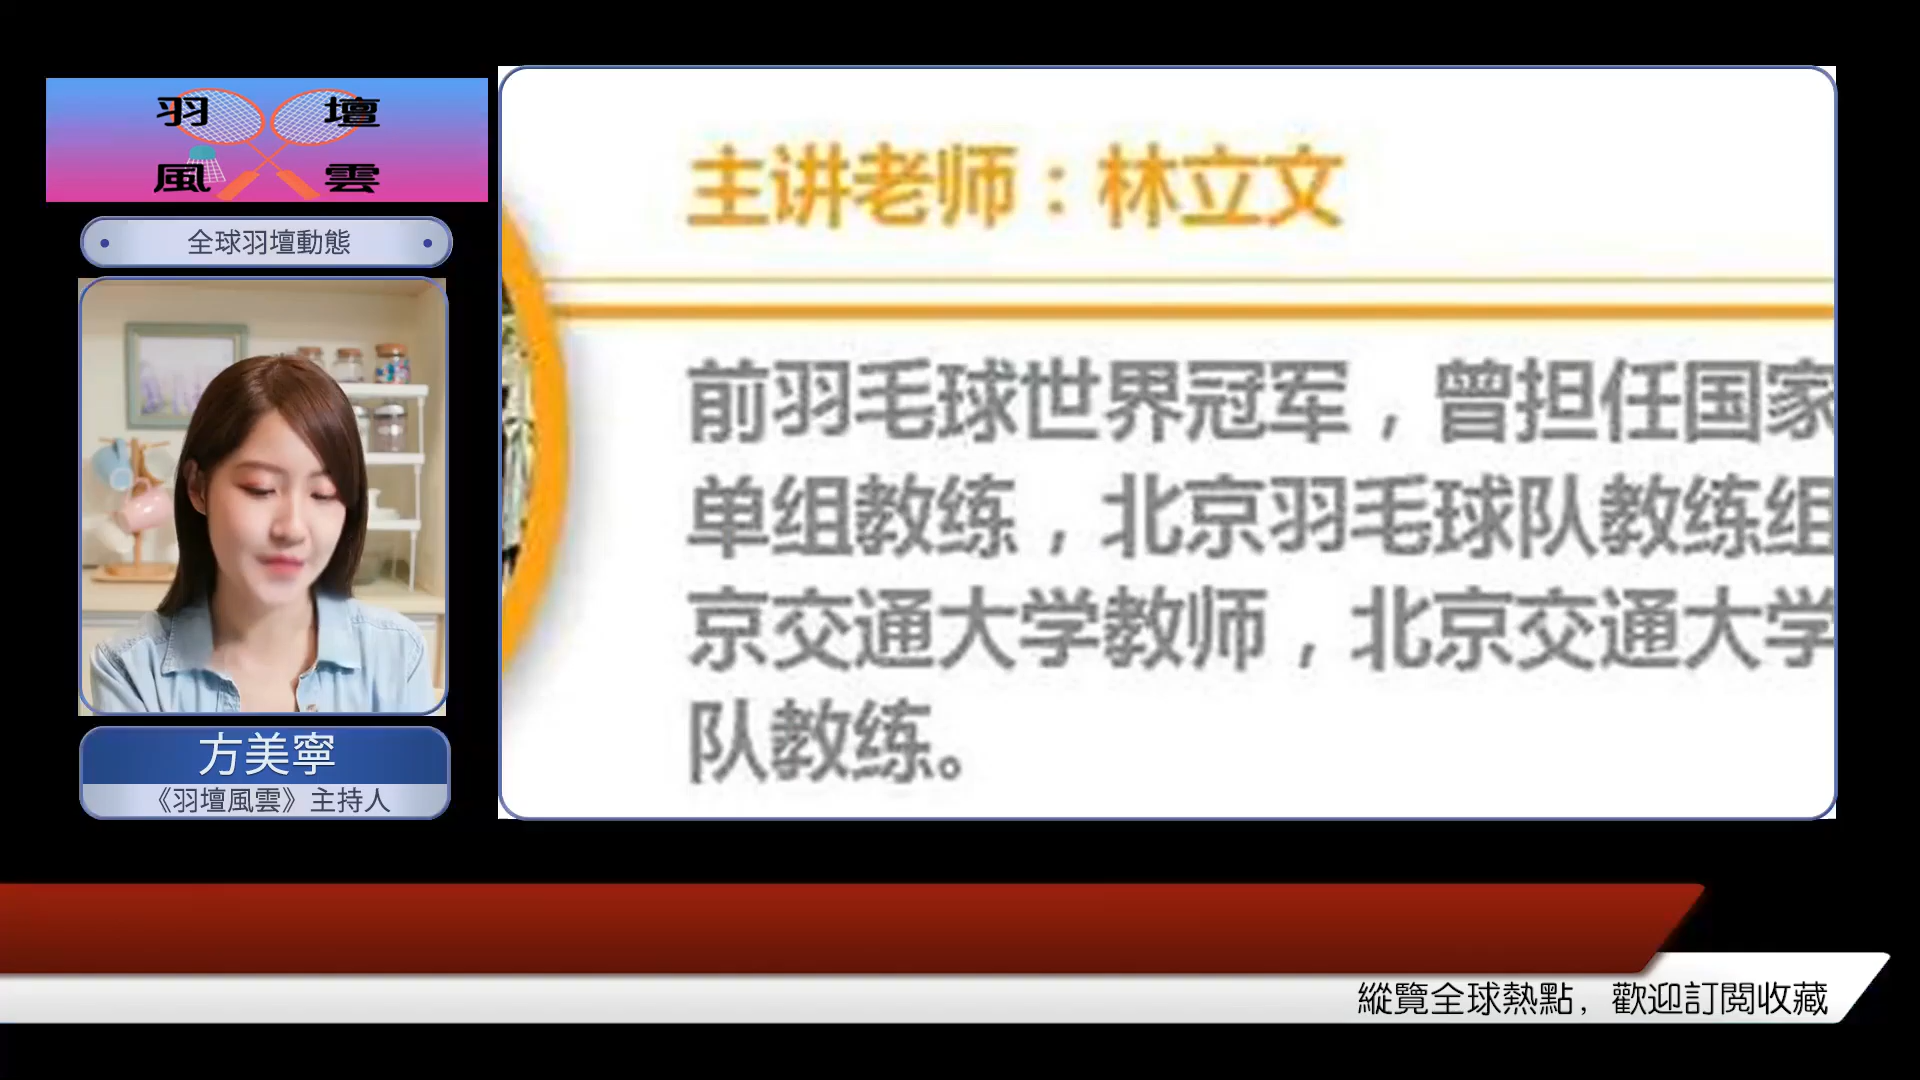 羽壇
風雲
全球羽壇動態
方美寧
《羽壇風雲》主持人
主讲老师：林立文
前羽毛球世界冠军，曾担任国家
单组教练，北京羽毛球队教练组
京交通大学教师，北京交通大学
队教练。
縱覽全球熱點，歡迎訂閱收藏